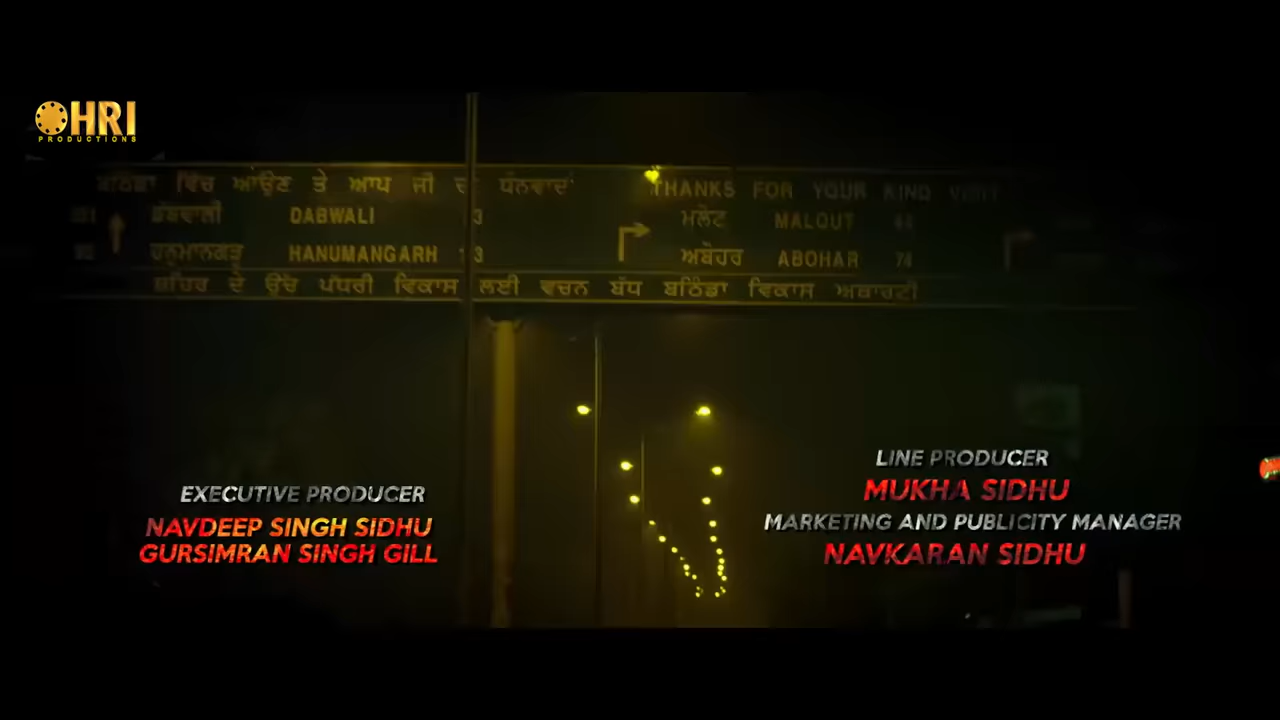 OHRI
PRODUCTIONS
ਬਠਿੰਡਾ ਵਿੱਚ ਆਉਣ ਤੇ ਆਪ ਜੀ ਦਾ ਧੰਨਵਾਦ
THANKS FOR YOUR KIND VISIT
ਡੱਬਵਾਲੀ DABWALI
ਮਲੋਟ MALOUT
ਹਨੂਮਾਨਗੜ੍ਹ HANUMANGARH
ਅਬੋਹਰ ABOHAR 74
ਸ਼ਹਿਰ ਦੇ ਉਚ ਪੱਧਰੀ ਵਿਕਾਸ ਲਈ ਵਚਨ ਬੱਧ ਬਠਿੰਡਾ ਵਿਕਾਸ ਅਥਾਰਟੀ
EXECUTIVE PRODUCER
NAVDEEP SINGH SIDHU
GURSIMRAN SINGH GILL
LINE PRODUCER
MUKHA SIDHU
MARKETING AND PUBLICITY MANAGER
NAVKARAN SIDHU